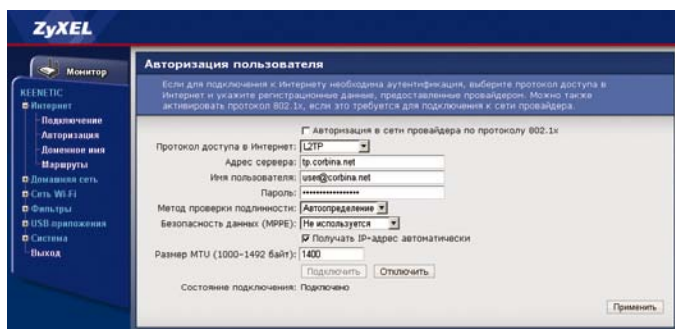 ZyXEL
Монитор
KEENETIC
Интернет
Подключение
Авторизация
Доменное имя
Маршруты
Домашняя сеть
Сеть Wi-Fi
Фильтры
USB приложения
Система
Выход
Авторизация пользователя
Если для подключения к Интернету необходима аутентификация, выберите протокол доступа в
Интернет и укажите регистрационные данные, предоставленные провайдером. Можно также
активировать протокол 802.1x, если это требуется для подключения к сети провайдера.
Авторизация в сети провайдера по протоколу 802.1x
Протокол доступа в Интернет: L2TP
Адрес сервера: tp.corbina.net
Имя пользователя: user@corbina.net
Пароль: ••••••••••••••••
Метод проверки подлинности: Автоопределение
Безопасность данных (MPPE): Не используется
Получать IP-адрес автоматически
Размер MTU (1000-1492 байт): 1400
Подключить Отключить
Состояние подключения: Подключено
Применить